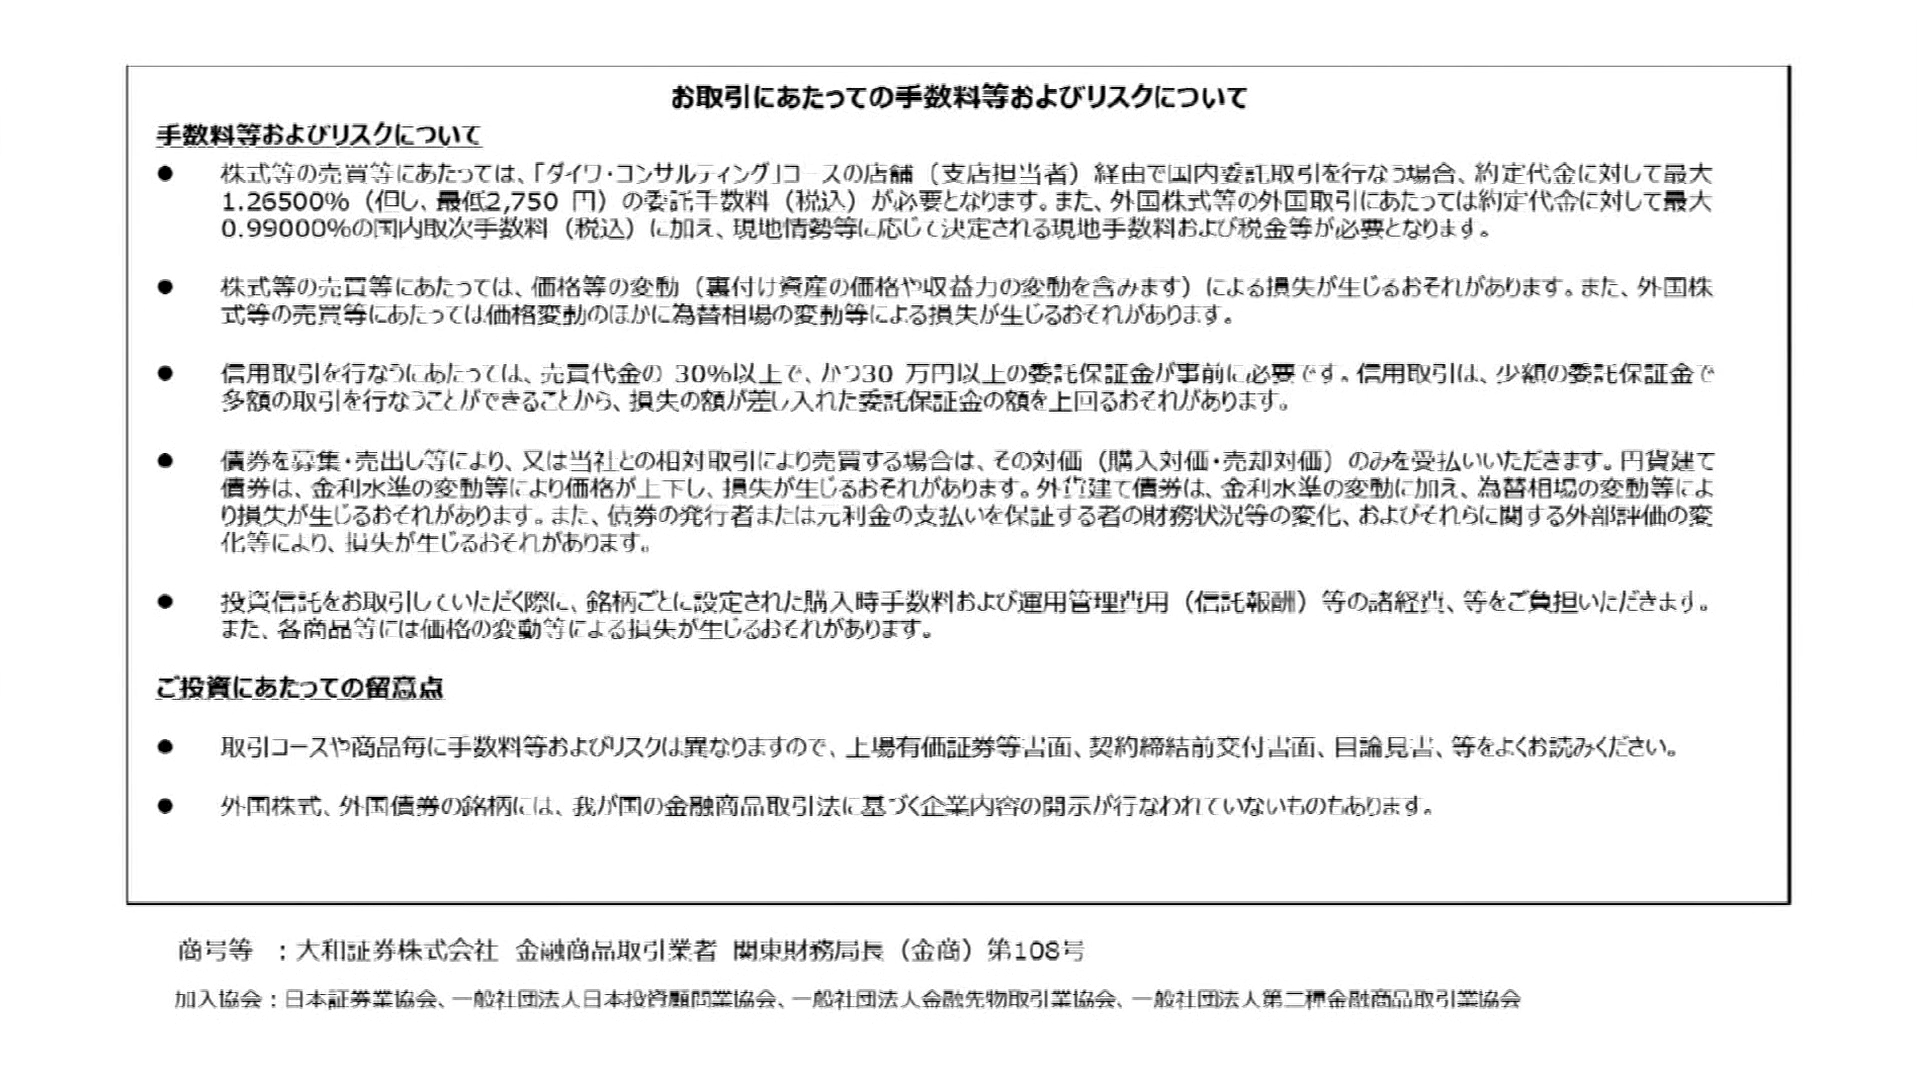 お取引にあたっての手数料等およびリスクについて
手数料等およびリスクについて
● 株式等の売買等にあたっては、「ダイワ・コンサルティング」コースの店舗（支店担当者）経由で国内委託取引を行なう場合、約定代金に対して最大
1.26500%（但し、最低2,750 円）の委託手数料（税込）が必要となります。また、外国株式等の外国取引にあたっては約定代金に対して最大
0.99000%の国内取次手数料（税込）に加え、現地情勢等に応じて決定される現地手数料および税金等が必要となります。
● 株式等の売買等にあたっては、価格等の変動（裏付け資産の価格や収益力の変動を含みます）による損失が生じるおそれがあります。また、外国株
式等の売買等にあたっては価格変動のほかに為替相場の変動等による損失が生じるおそれがあります。
● 信用取引を行なうにあたっては、売買代金の 30%以上で、かつ30 万円以上の委託保証金が事前に必要です。信用取引は、少額の委託保証金で
多額の取引を行なうことができることから、損失の額が差し入れた委託保証金の額を上回るおそれがあります。
● 債券を募集・売出し等により、又は当社との相対取引により売買する場合は、その対価（購入対価・売却対価）のみを受払いいただきます。円貨建て
債券は、金利水準の変動等により価格が上下し、損失が生じるおそれがあります。外貨建て債券は、金利水準の変動に加え、為替相場の変動等によ
り損失が生じるおそれがあります。また、債券の発行者または元利金の支払いを保証する者の財務状況等の変化、およびそれらに関する外部評価の変
化等により、損失が生じるおそれがあります。
● 投資信託をお取引していただく際に、銘柄ごとに設定された購入時手数料および運用管理費用（信託報酬）等の諸経費、等をご負担いただきます。
また、各商品等には価格の変動等による損失が生じるおそれがあります。
ご投資にあたっての留意点
● 取引コースや商品毎に手数料等およびリスクは異なりますので、上場有価証券等書面、契約締結前交付書面、目論見書、等をよくお読みください。
● 外国株式、外国債券の銘柄には、我が国の金融商品取引法に基づく企業内容の開示が行なわれていないものもあります。
商号等 ：大和証券株式会社 金融商品取引業者 関東財務局長（金商）第108号
加入協会：日本証券業協会、一般社団法人日本投資顧問業協会、一般社団法人金融先物取引業協会、一般社団法人第二種金融商品取引業協会